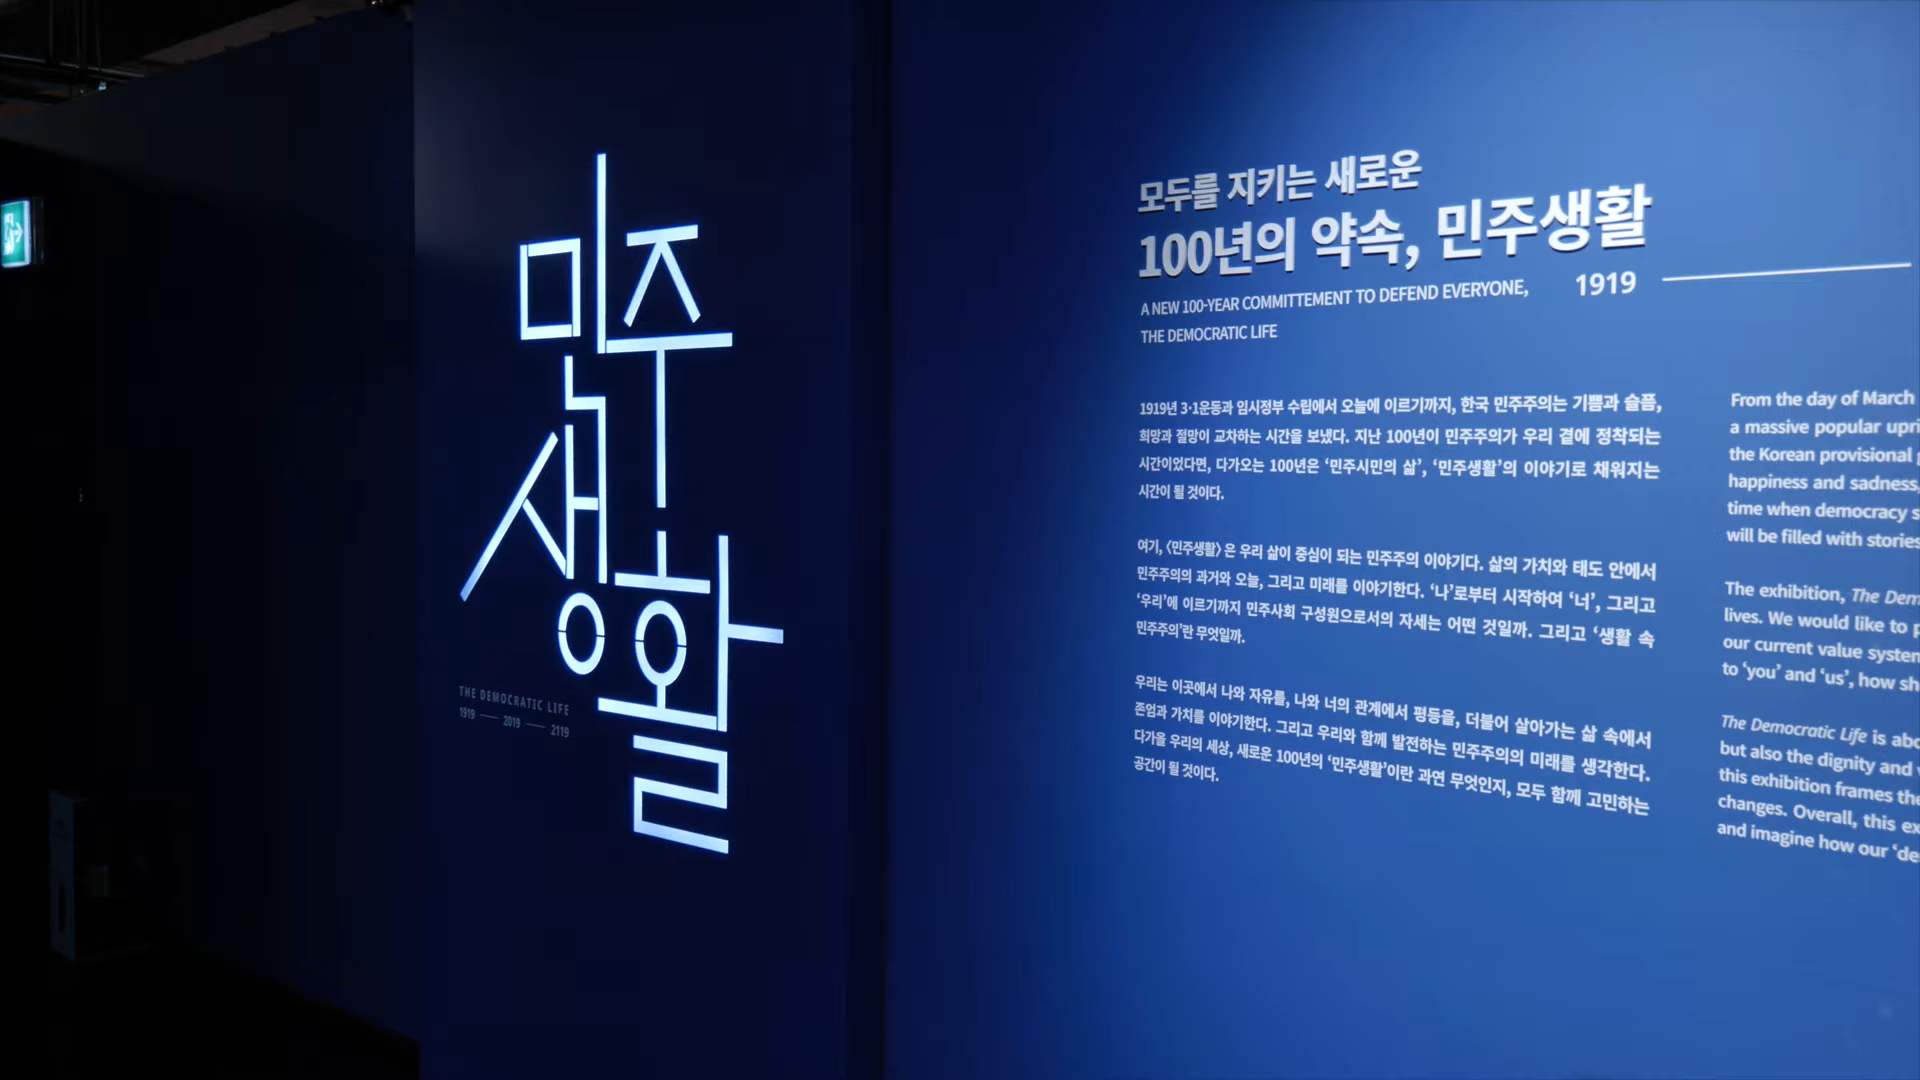 민주
생활
THE DEMOCRATIC LIFE
1919 — 2019 — 2119
모두를 지키는 새로운
100년의 약속, 민주생활
A NEW 100-YEAR COMMITTEMENT TO DEFEND EVERYONE,
THE DEMOCRATIC LIFE
1919
1919년 3·1운동과 임시정부 수립에서 오늘에 이르기까지, 한국 민주주의는 기쁨과 슬픔,
희망과 절망이 교차하는 시간을 보냈다. 지난 100년이 민주주의가 우리 곁에 정착되는
시간이었다면, 다가오는 100년은 ‘민주시민의 삶’, ‘민주생활’의 이야기로 채워지는
시간이 될 것이다.
여기, 〈민주생활〉은 우리 삶이 중심이 되는 민주주의 이야기다. 삶의 가치와 태도 안에서
민주주의의 과거와 오늘, 그리고 미래를 이야기한다. ‘나’로부터 시작하여 ‘너’, 그리고
‘우리’에 이르기까지 민주사회 구성원으로서의 자세는 어떤 것일까. 그리고 ‘생활 속
민주주의’란 무엇일까.
우리는 이곳에서 나와 자유를, 나와 너의 관계에서 평등을, 더불어 살아가는 삶 속에서
존엄과 가치를 이야기한다. 그리고 우리와 함께 발전하는 민주주의의 미래를 생각한다.
다가올 우리의 세상, 새로운 100년의 ‘민주생활’이란 과연 무엇인지, 모두 함께 고민하는
공간이 될 것이다.
From the day of March
a massive popular upri
the Korean provisional
happiness and sadness,
time when democracy s
will be filled with stories
The exhibition, The Dem
lives. We would like to p
our current value system
to ‘you’ and ‘us’, how sh
The Democratic Life is abo
but also the dignity and
this exhibition frames the
changes. Overall, this ex
and imagine how our ‘de